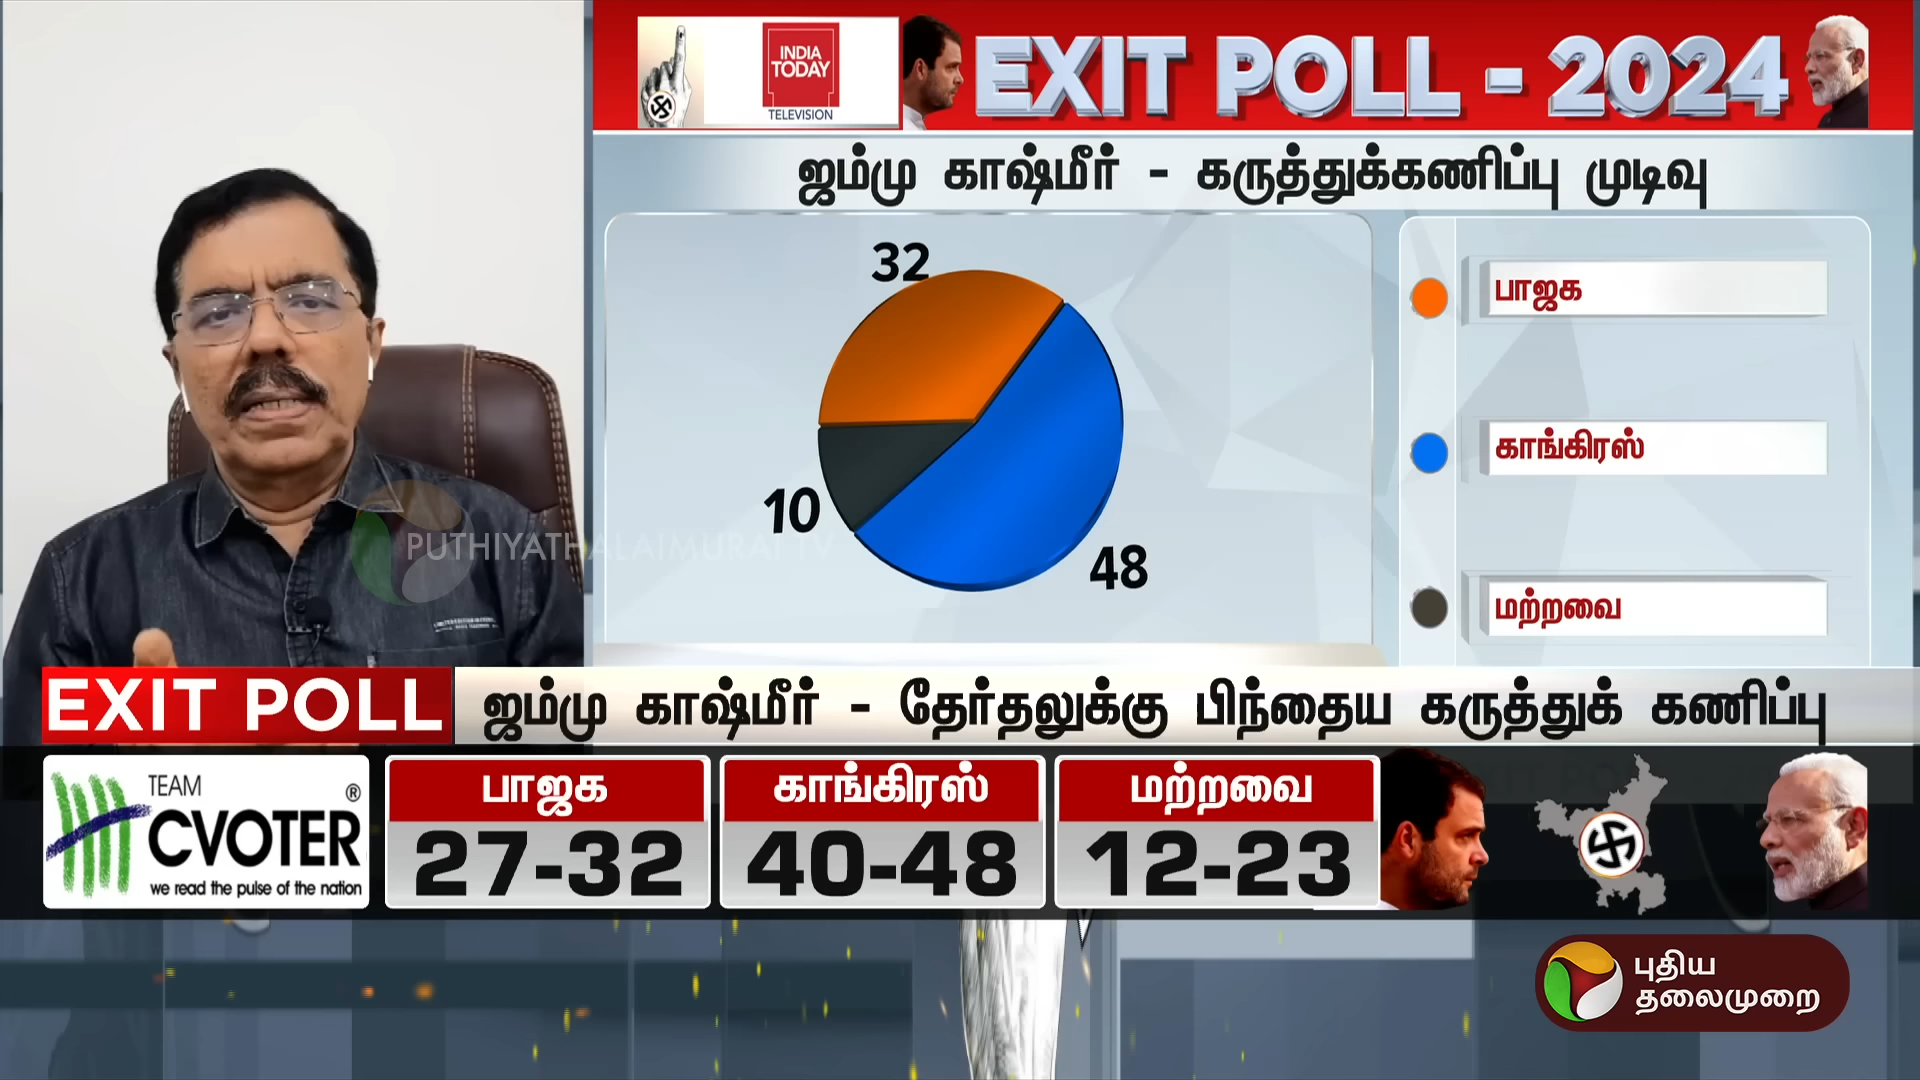 INDIA
TODAY
TELEVISION
EXIT POLL - 2024
ஜம்மு காஷ்மீர் - கருத்துக்கணிப்பு முடிவு
32
10
48
பாஜக
காங்கிரஸ்
மற்றவை
PUTHIYATHALAIMURAI TV
EXIT POLL
ஜம்மு காஷ்மீர் - தேர்தலுக்கு பிந்தைய கருத்துக் கணிப்பு
TEAM
CVOTER®
we read the pulse of the nation
பாஜக
27-32
காங்கிரஸ்
40-48
மற்றவை
12-23
புதிய
தலைமுறை